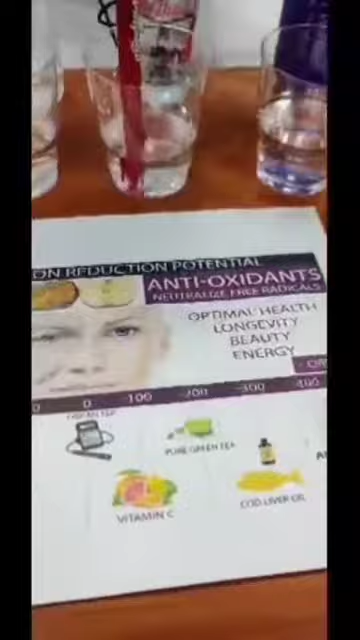 ON REDUCTION POTENTIAL
ANTI-OXIDANTS
NEUTRALIZE FREE RADICALS
OPTIMAL HEALTH
LONGEVITY
BEAUTY
ENERGY
0 100 -200 -300 -400
PURE GREEN TEA
VITAMIN C
COD LIVER OIL